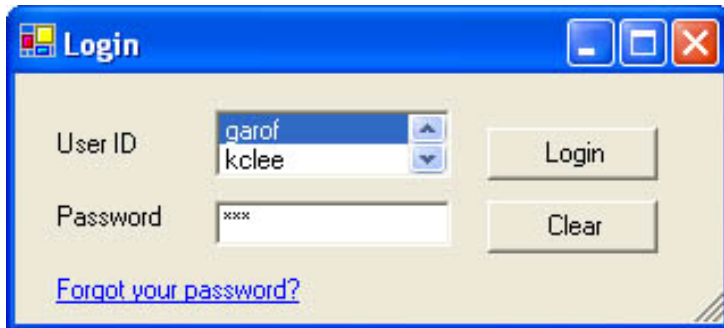 Login
User ID
garof
kclee
Login
Password
***
Clear
Forgot your password?